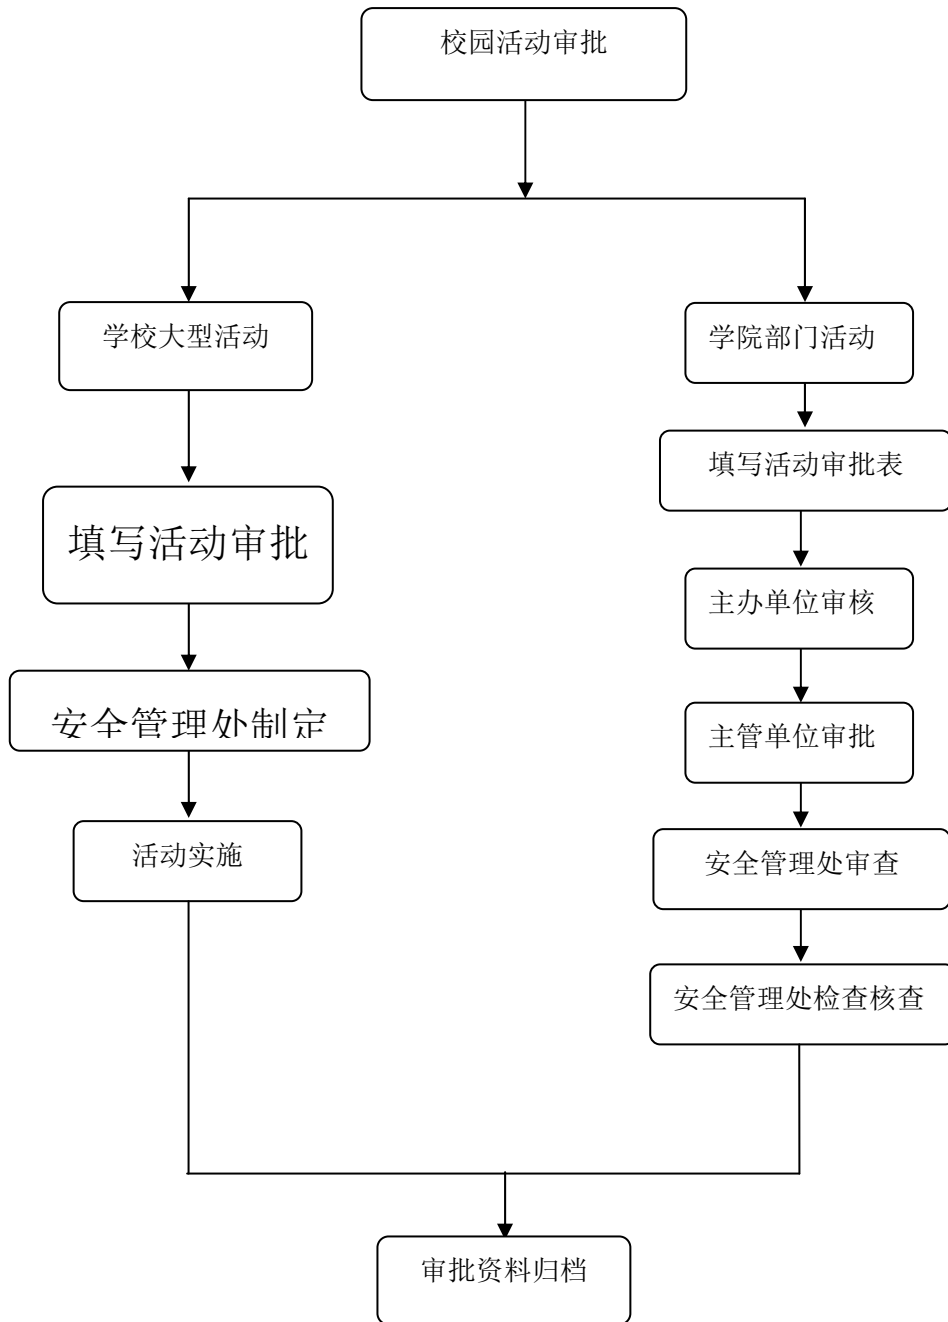 校园活动审批
学校大型活动
填写活动审批
安全管理处制定
活动实施
学院部门活动
填写活动审批表
主办单位审核
主管单位审批
安全管理处审查
安全管理处检查核查
审批资料归档